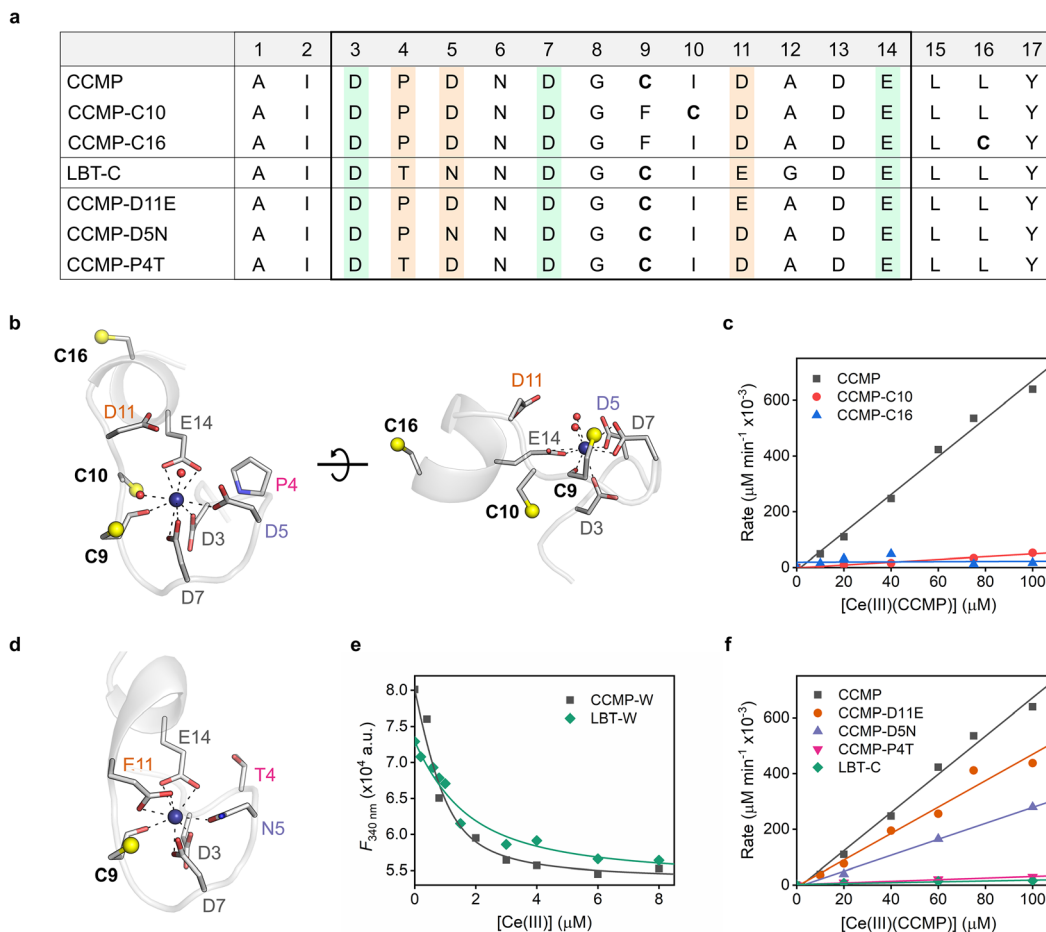 a
1 2 3 4 5 6 7 8 9 10 11 12 13 14 15 16 17
CCMP A I D P D N D G C I D A D E L L Y
CCMP-C10 A I D P D N D G F C D A D E L L Y
CCMP-C16 A I D P D N D G F I D A D E L C Y
LBT-C A I D T N N D G C I E G D E L L Y
CCMP-D11E A I D P D N D G C I E A D E L L Y
CCMP-D5N A I D P N N D G C I D A D E L L Y
CCMP-P4T A I D T D N D G C I D A D E L L Y
b
C16
D11
E14
C10
P4
C9
D3
D5
D7
D11
D5
D7
C16
E14
C9
C10
D3
c
CCMP
CCMP-C10
CCMP-C16
Rate (μM min⁻¹ x10⁻³)
600
400
200
0
0 20 40 60 80 100
[Ce(III)(CCMP)] (μM)
d
E14
E11
T4
N5
C9
D3
D7
e
CCMP-W
LBT-W
F340 nm (x10⁴ a.u.)
8.0
7.5
7.0
6.5
6.0
5.5
0 2 4 6 8
[Ce(III)] (μM)
f
CCMP
CCMP-D11E
CCMP-D5N
CCMP-P4T
LBT-C
Rate (μM min⁻¹ x10⁻³)
600
400
200
0
0 20 40 60 80 100
[Ce(III)(CCMP)] (μM)